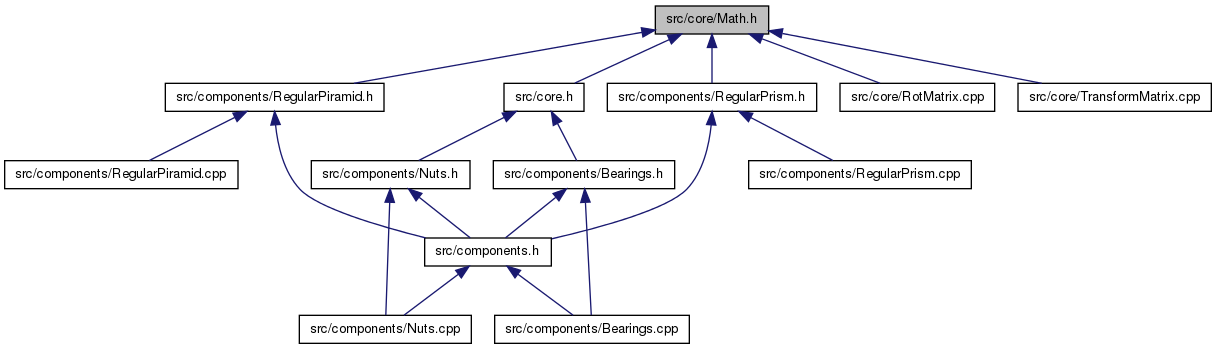 src/core/Math.h
src/components/RegularPiramid.h
src/core.h
src/components/RegularPrism.h
src/core/RotMatrix.cpp
src/core/TransformMatrix.cpp
src/components/RegularPiramid.cpp
src/components/Nuts.h
src/components/Bearings.h
src/components/RegularPrism.cpp
src/components.h
src/components/Nuts.cpp
src/components/Bearings.cpp